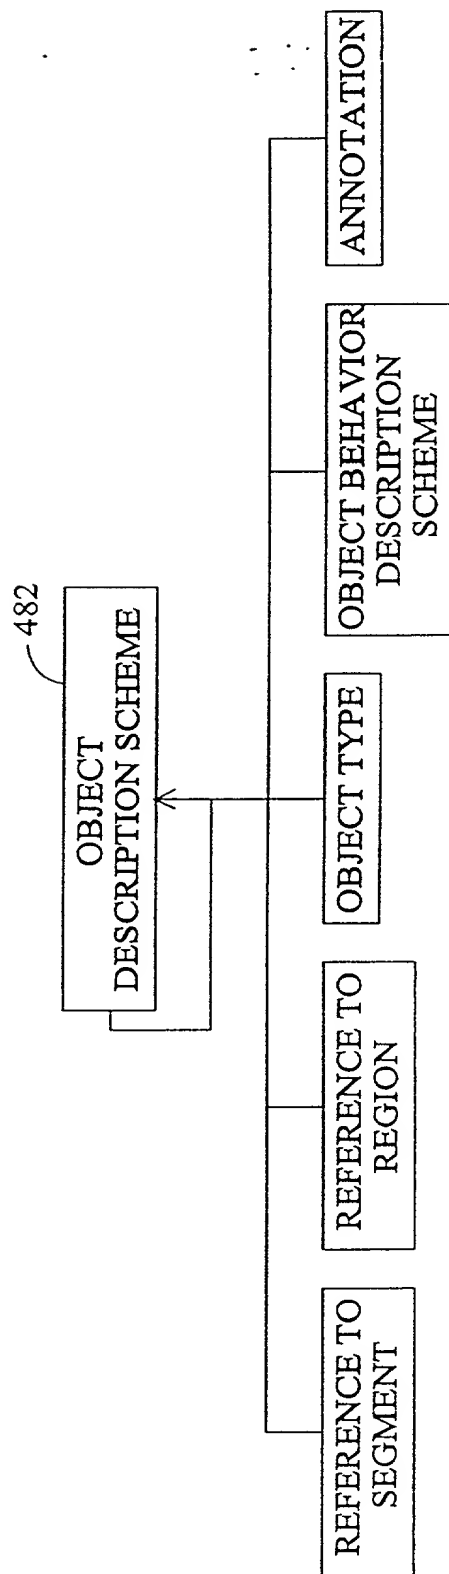 482
OBJECT
DESCRIPTION SCHEME
REFERENCE TO
SEGMENT
REFERENCE TO
REGION
OBJECT TYPE
OBJECT BEHAVIOR
DESCRIPTION
SCHEME
ANNOTATION